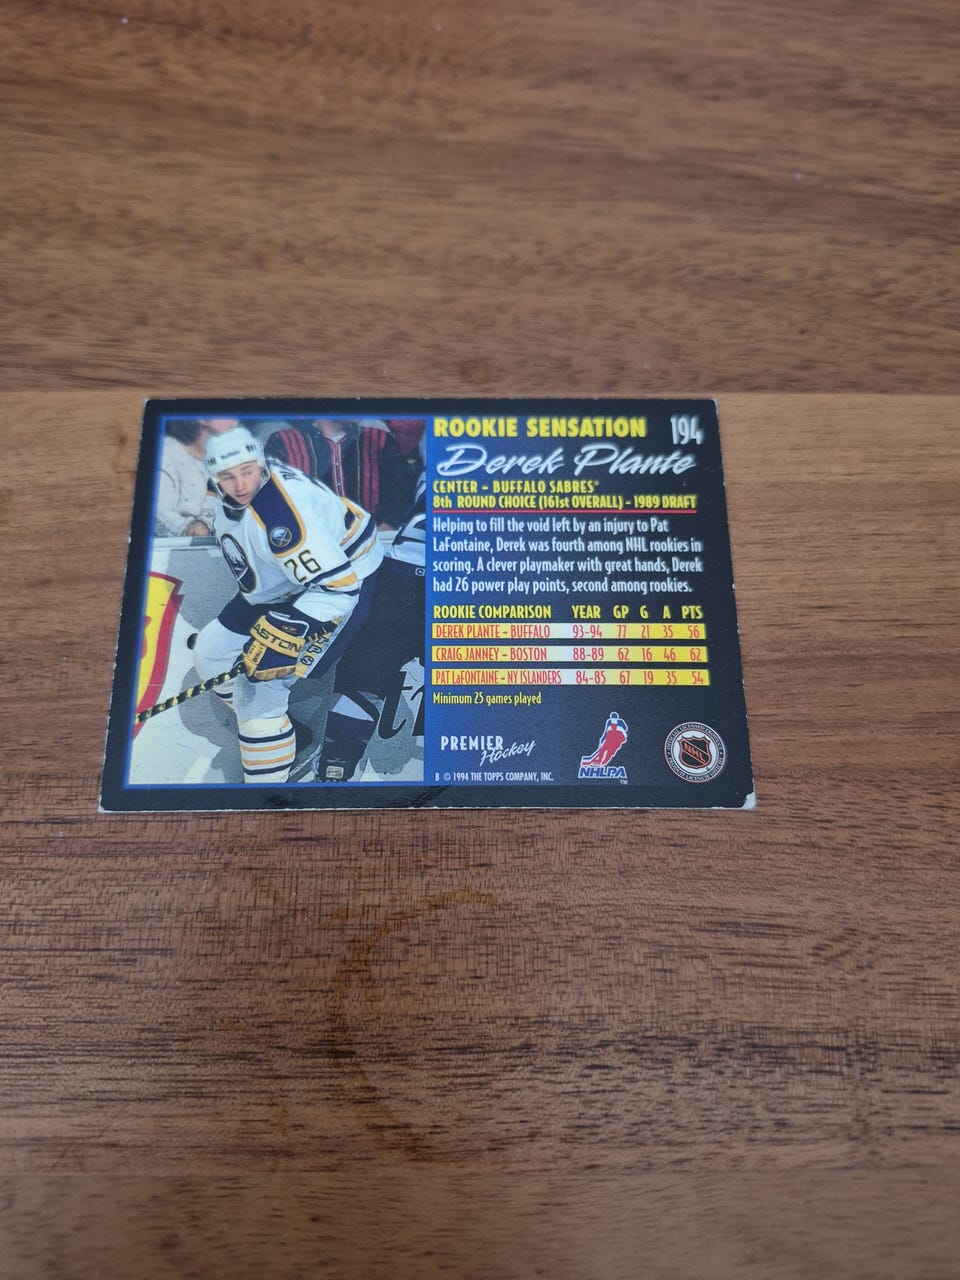 ROOKIE SENSATION 194
Derek Plante
CENTER - BUFFALO SABRES®
8th ROUND CHOICE (161st OVERALL) - 1989 DRAFT
Helping to fill the void left by an injury to Pat
LaFontaine, Derek was fourth among NHL rookies in
scoring. A clever playmaker with great hands, Derek
had 26 power play points, second among rookies.
ROOKIE COMPARISON YEAR GP G A PTS
DEREK PLANTE - BUFFALO 93-94 77 21 35 56
CRAIG JANNEY - BOSTON 88-89 62 16 46 62
PAT LaFONTAINE - NY ISLANDERS 84-85 67 19 35 54
Minimum 25 games played
PREMIER
Hockey
NHLPA
TM
NHL
B © 1994 THE TOPPS COMPANY, INC.
26
ASTON